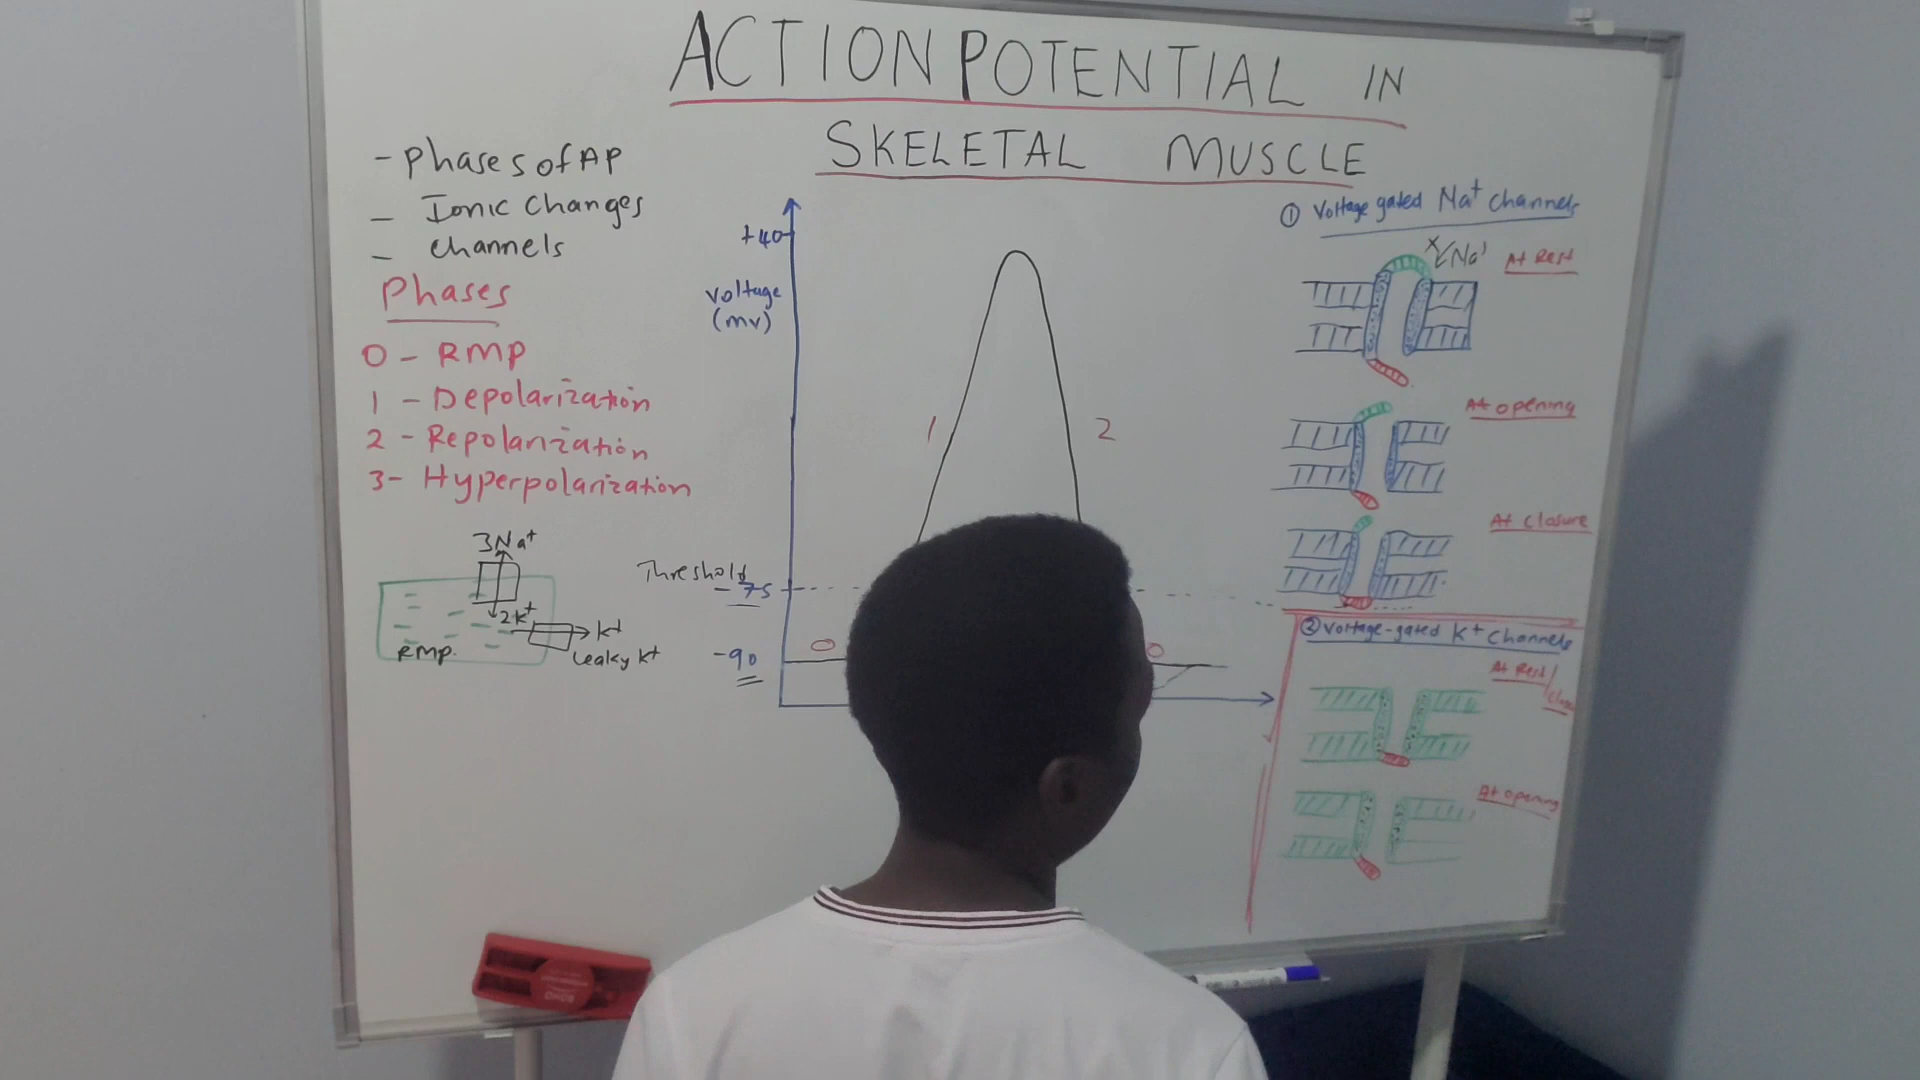 ACTION POTENTIAL IN
SKELETAL MUSCLE
- Phases of AP
- Ionic Changes
- channels
Phases
0 - RMP
1 - Depolarization
2 - Repolarization
3- Hyperpolarization
3Na+
2K+
K+
Leaky K+
RMP.
+40
Voltage
(mv)
1
2
Threshold
-75
0
0
-90
① Voltage gated Na+ channels
X
Na+
At Rest
At opening
At closure
② Voltage-gated K+ channels
At Rest/
At opening